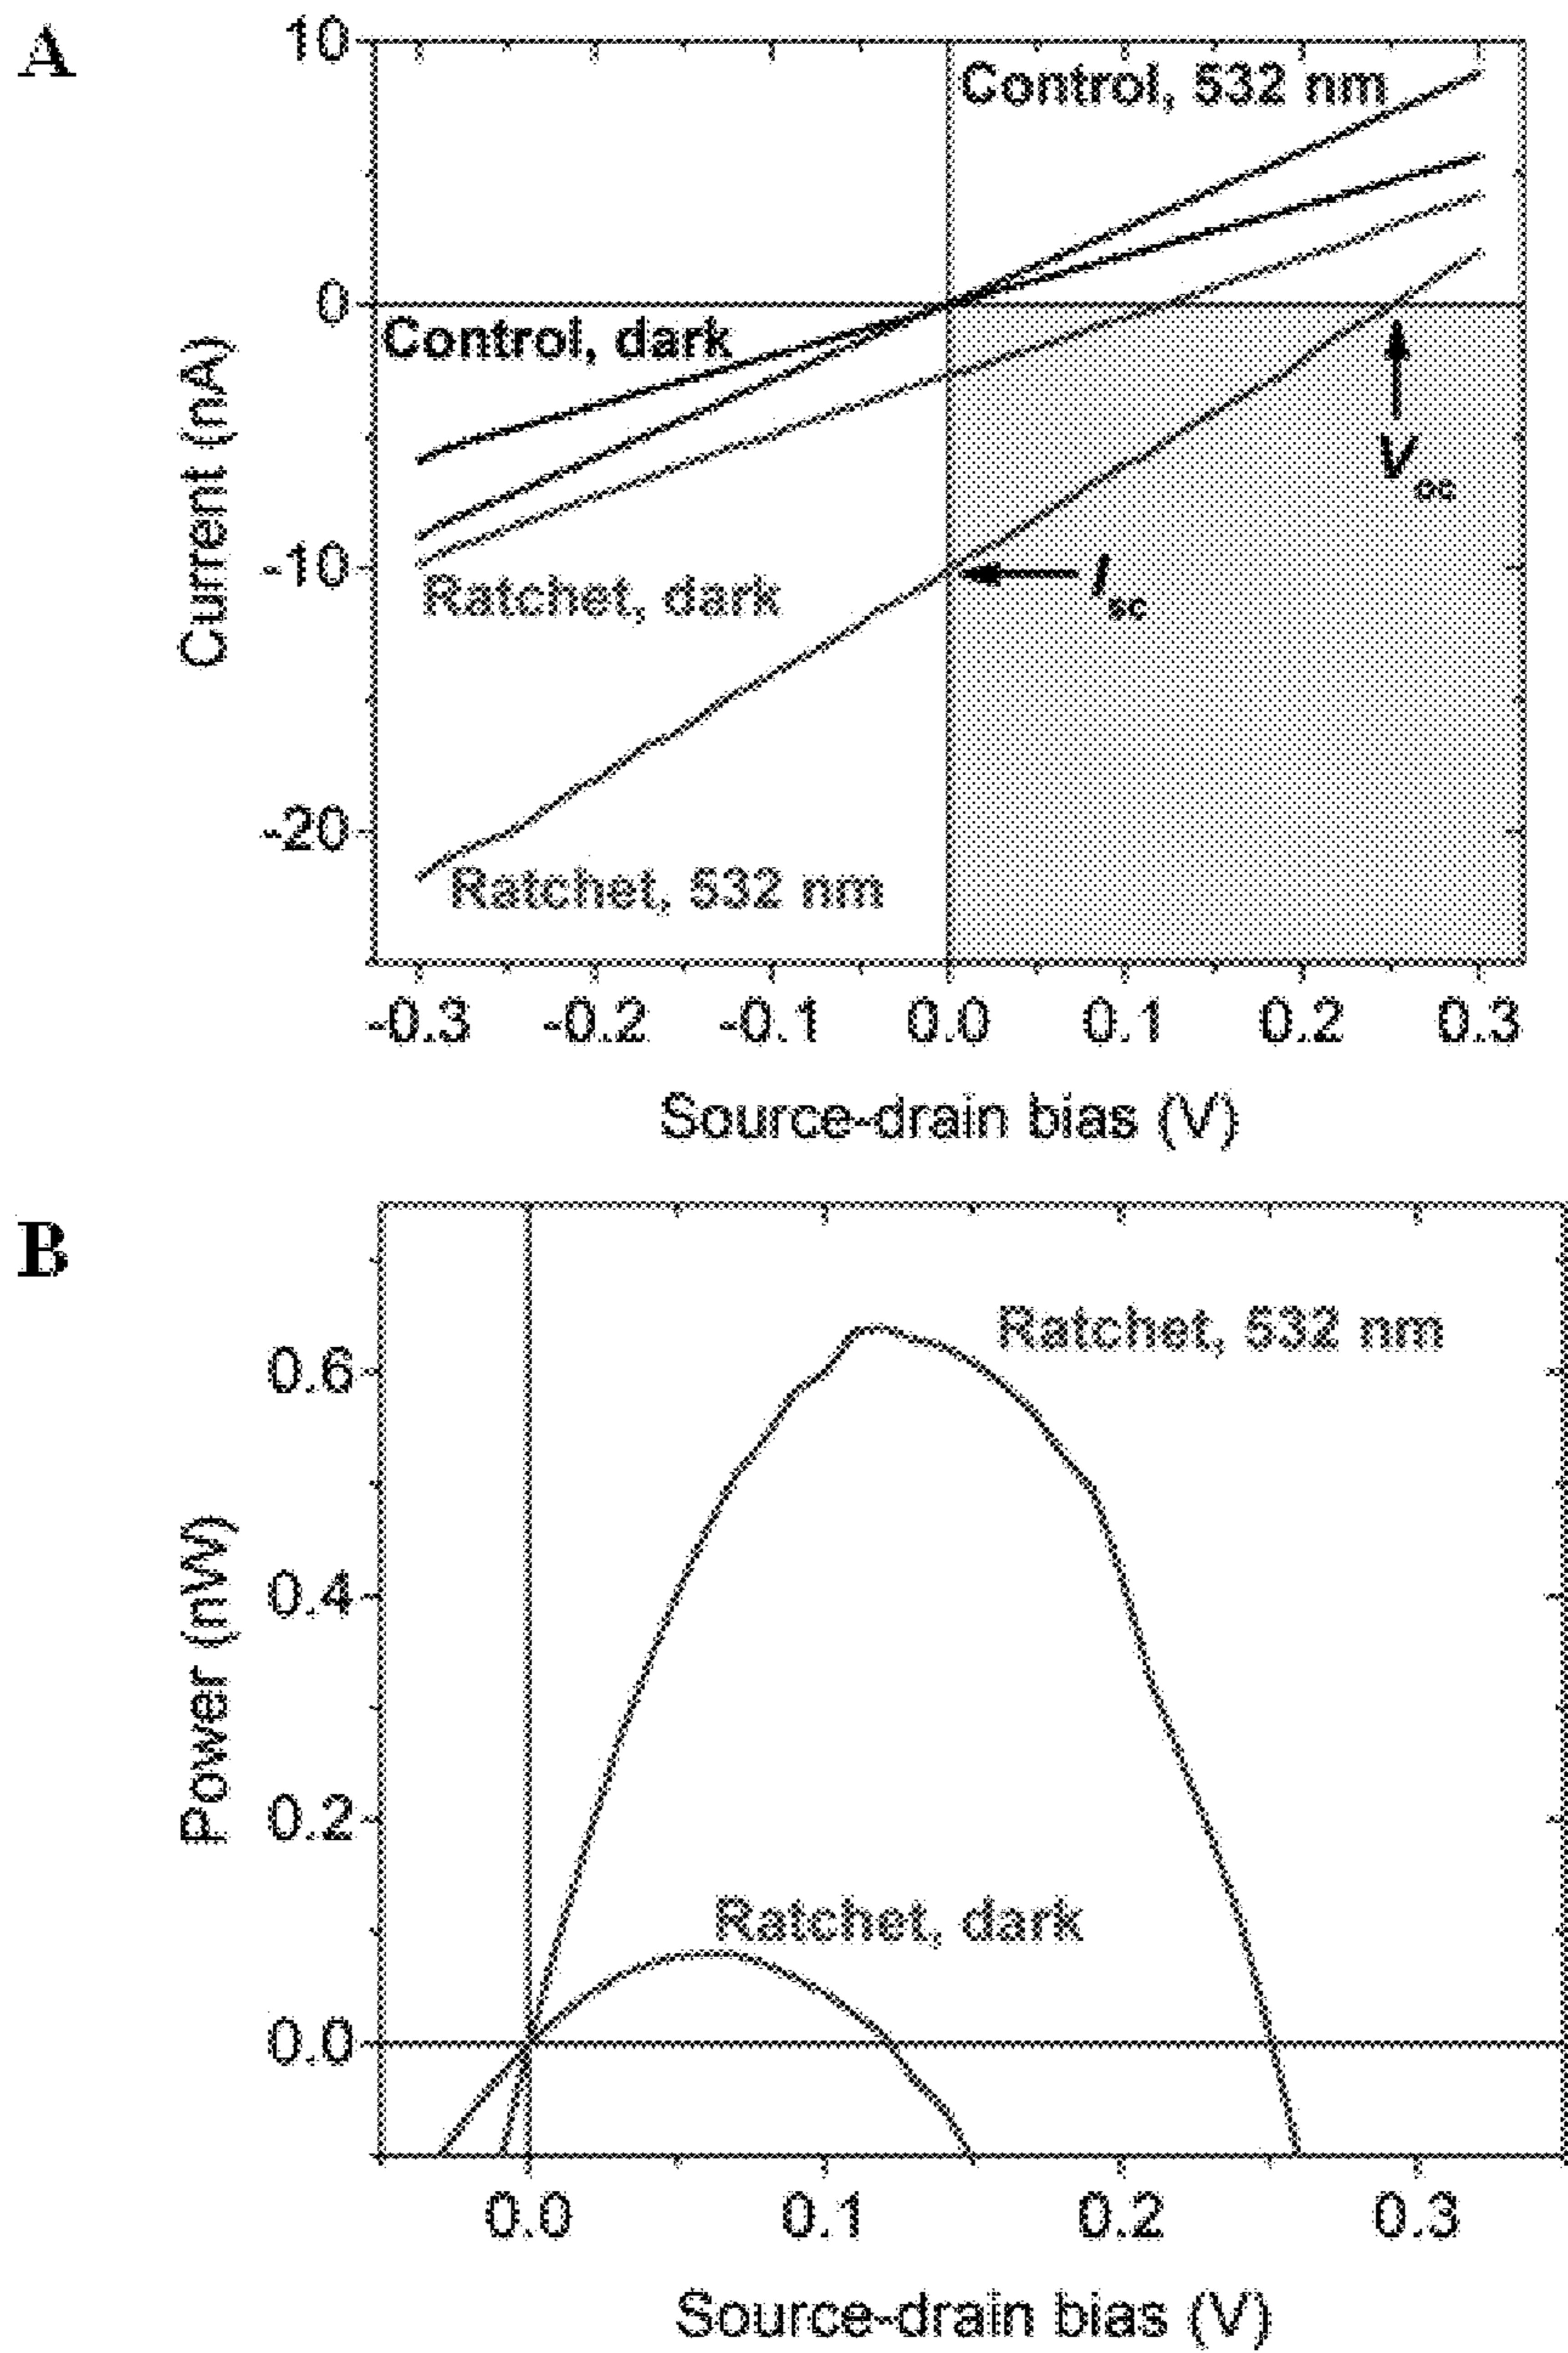 A
10
Control, 532 nm
0
Control, dark
V oc
-10
Ratchet, dark
I sc
-20
Ratchet, 532 nm
Current (nA)
-0.3 -0.2 -0.1 0.0 0.1 0.2 0.3
Source-drain bias (V)
B
Ratchet, 532 nm
0.6
0.4
0.2
Ratchet, dark
0.0
Power (nW)
0.0 0.1 0.2 0.3
Source-drain bias (V)